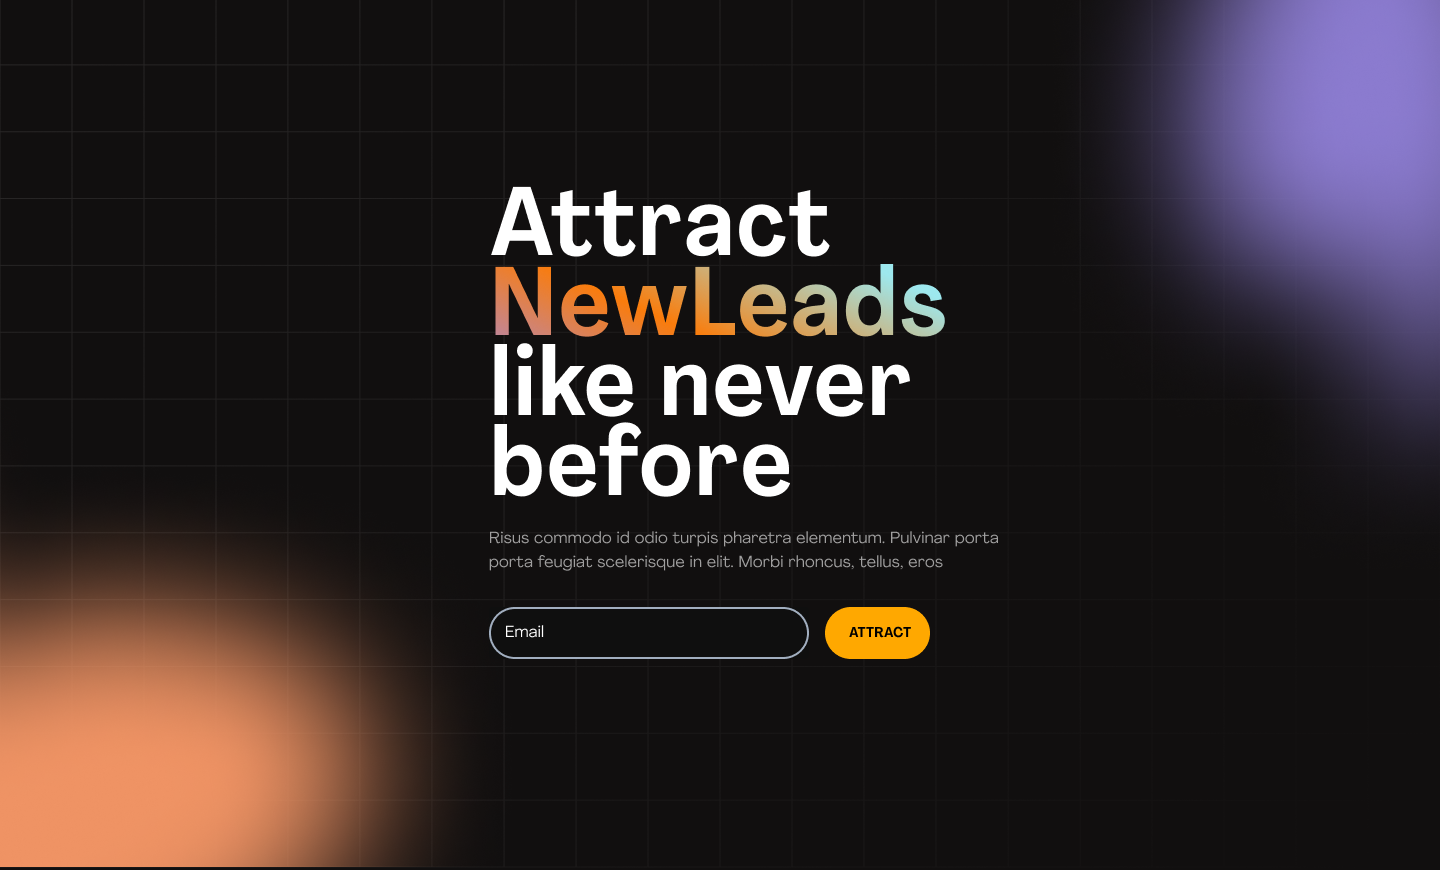 Attract
NewLeads
like never
before
Risus commodo id odio turpis pharetra elementum. Pulvinar porta
porta feugiat scelerisque in elit. Morbi rhoncus, tellus, eros
Email
ATTRACT